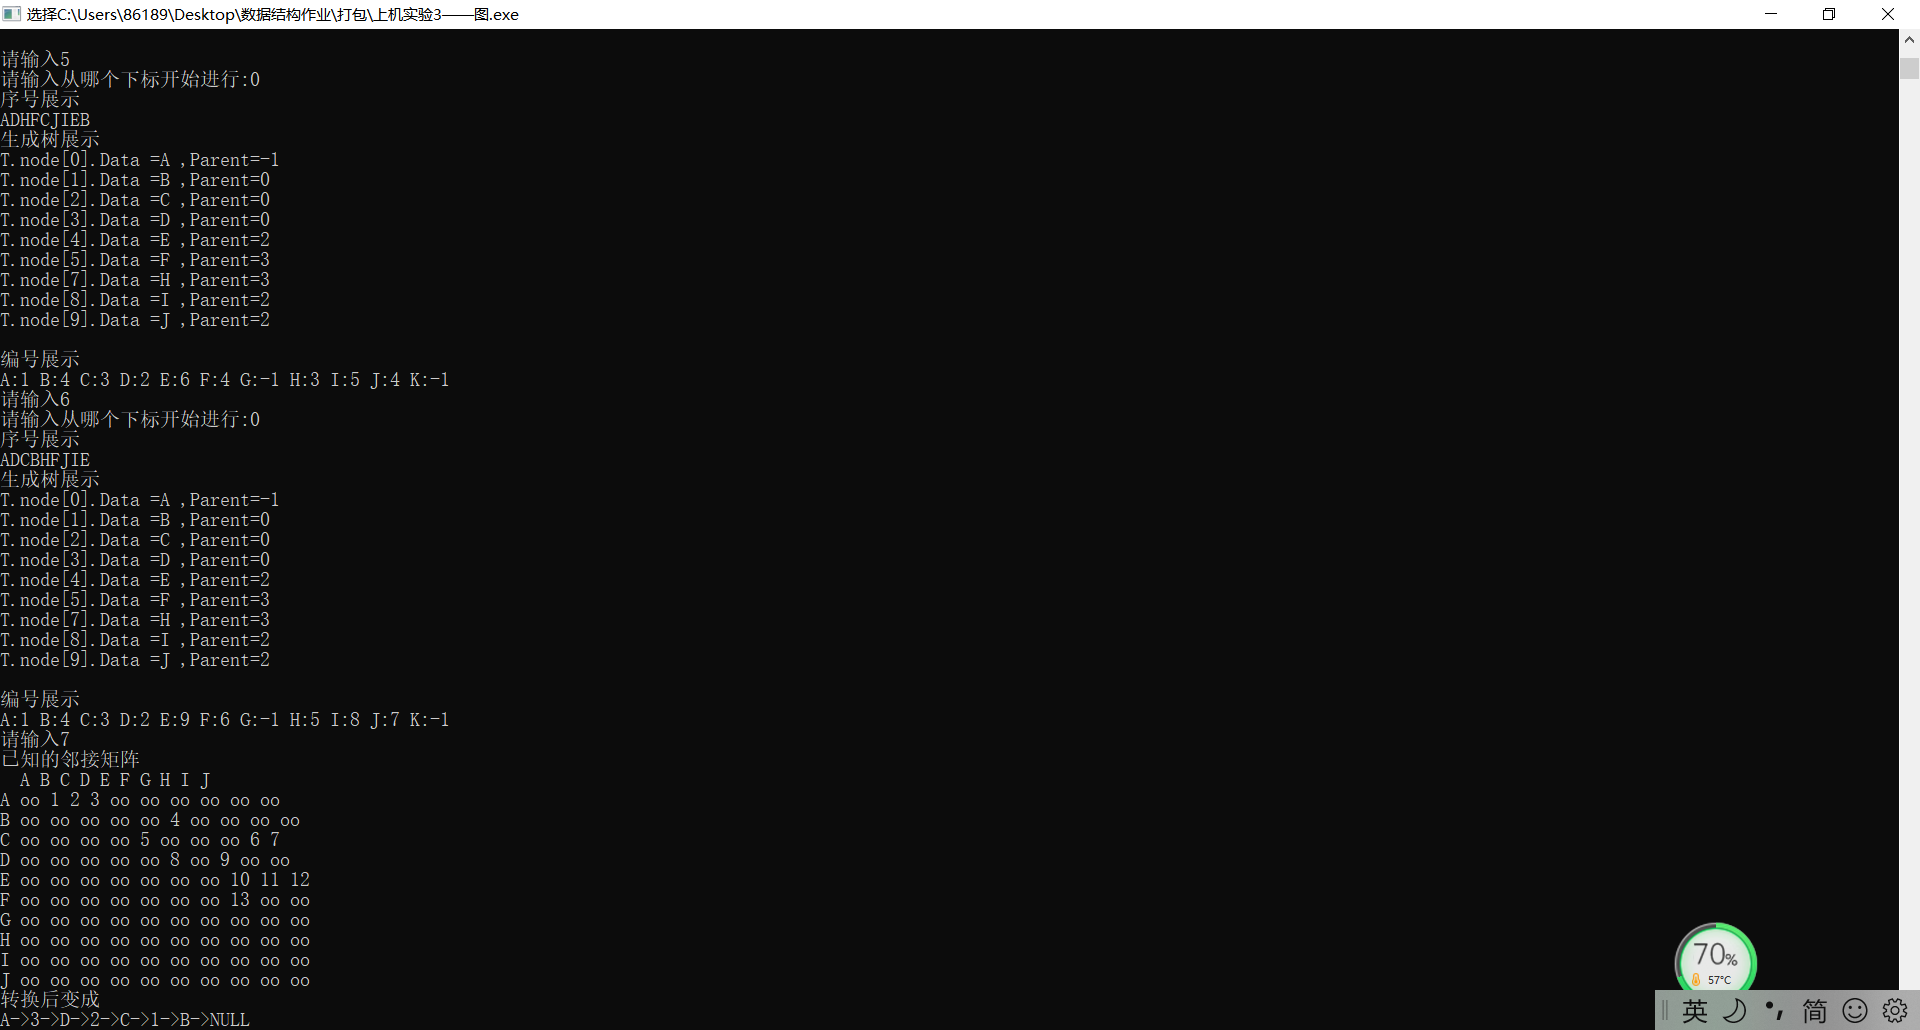 选择C:\Users\86189\Desktop\数据结构作业\打包\上机实验3——图.exe
请输入5
请输入从哪个下标开始进行:0
序号展示
ADHFCJIEB
生成树展示
T.node[0].Data =A ,Parent=-1
T.node[1].Data =B ,Parent=0
T.node[2].Data =C ,Parent=0
T.node[3].Data =D ,Parent=0
T.node[4].Data =E ,Parent=2
T.node[5].Data =F ,Parent=3
T.node[7].Data =H ,Parent=3
T.node[8].Data =I ,Parent=2
T.node[9].Data =J ,Parent=2
编号展示
A:1 B:4 C:3 D:2 E:6 F:4 G:-1 H:3 I:5 J:4 K:-1
请输入6
请输入从哪个下标开始进行:0
序号展示
ADCBHFJIE
生成树展示
T.node[0].Data =A ,Parent=-1
T.node[1].Data =B ,Parent=0
T.node[2].Data =C ,Parent=0
T.node[3].Data =D ,Parent=0
T.node[4].Data =E ,Parent=2
T.node[5].Data =F ,Parent=3
T.node[7].Data =H ,Parent=3
T.node[8].Data =I ,Parent=2
T.node[9].Data =J ,Parent=2
编号展示
A:1 B:4 C:3 D:2 E:9 F:6 G:-1 H:5 I:8 J:7 K:-1
请输入7
已知的邻接矩阵
A B C D E F G H I J
A oo 1 2 3 oo oo oo oo oo oo
B oo oo oo oo oo 4 oo oo oo oo
C oo oo oo oo 5 oo oo oo 6 7
D oo oo oo oo oo 8 oo 9 oo oo
E oo oo oo oo oo oo oo 10 11 12
F oo oo oo oo oo oo oo 13 oo oo
G oo oo oo oo oo oo oo oo oo oo
H oo oo oo oo oo oo oo oo oo oo
I oo oo oo oo oo oo oo oo oo oo
J oo oo oo oo oo oo oo oo oo oo
转换后变成
A->3->D->2->C->1->B->NULL
70%
57°C
英 简